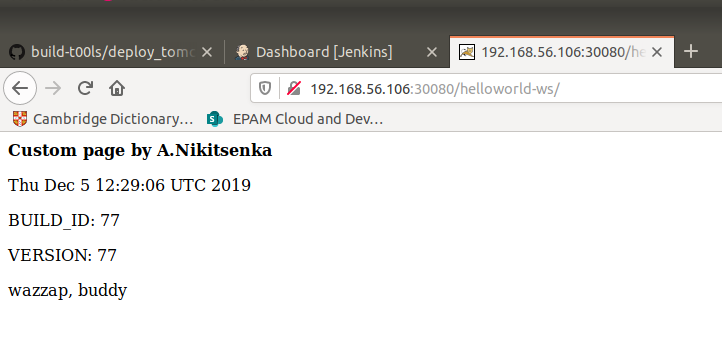 build-t00ls/deploy_tomc
Dashboard [Jenkins]
192.168.56.106:30080/he
192.168.56.106:30080/helloworld-ws/
Cambridge Dictionary...
EPAM Cloud and Dev...
Custom page by A.Nikitsenka
Thu Dec 5 12:29:06 UTC 2019
BUILD_ID: 77
VERSION: 77
wazzap, buddy